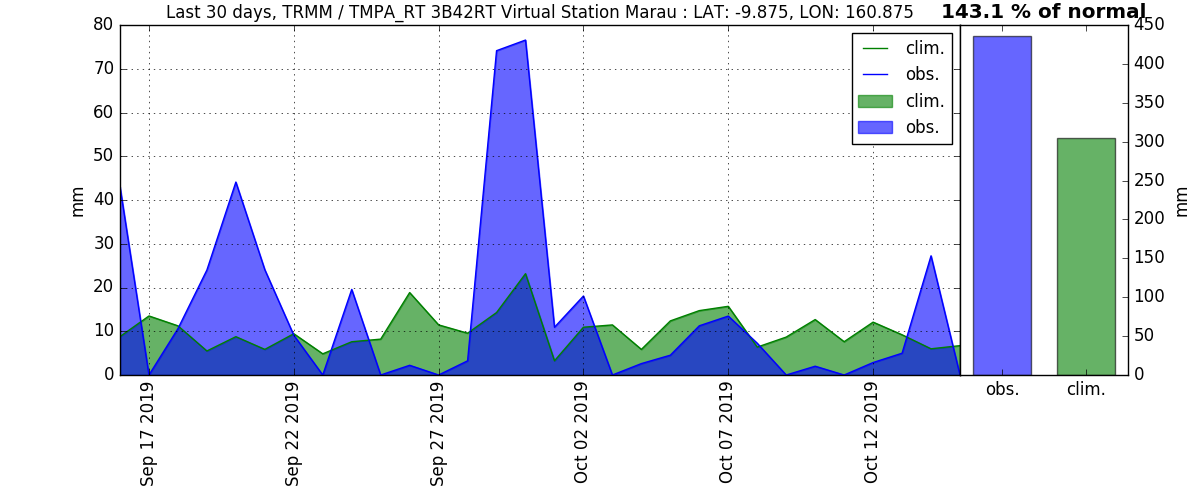 Last 30 days, TRMM / TMPA_RT 3B42RT Virtual Station Marau : LAT: -9.875, LON: 160.875
143.1 % of normal
80
70
60
50
40
30
20
10
0
mm
clim.
obs.
clim.
obs.
Sep 17 2019
Sep 22 2019
Sep 27 2019
Oct 02 2019
Oct 07 2019
Oct 12 2019
450
400
350
300
250
200
150
100
50
0
mm
obs.
clim.